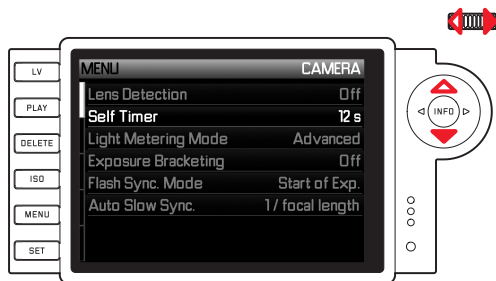 LV
PLAY
DELETE
ISO
MENU
SET
MENU CAMERA
Lens Detection Off
Self Timer 12 s
Light Metering Mode Advanced
Exposure Bracketing Off
Flash Sync. Mode Start of Exp.
Auto Slow Sync. 1/ focal length
INFO